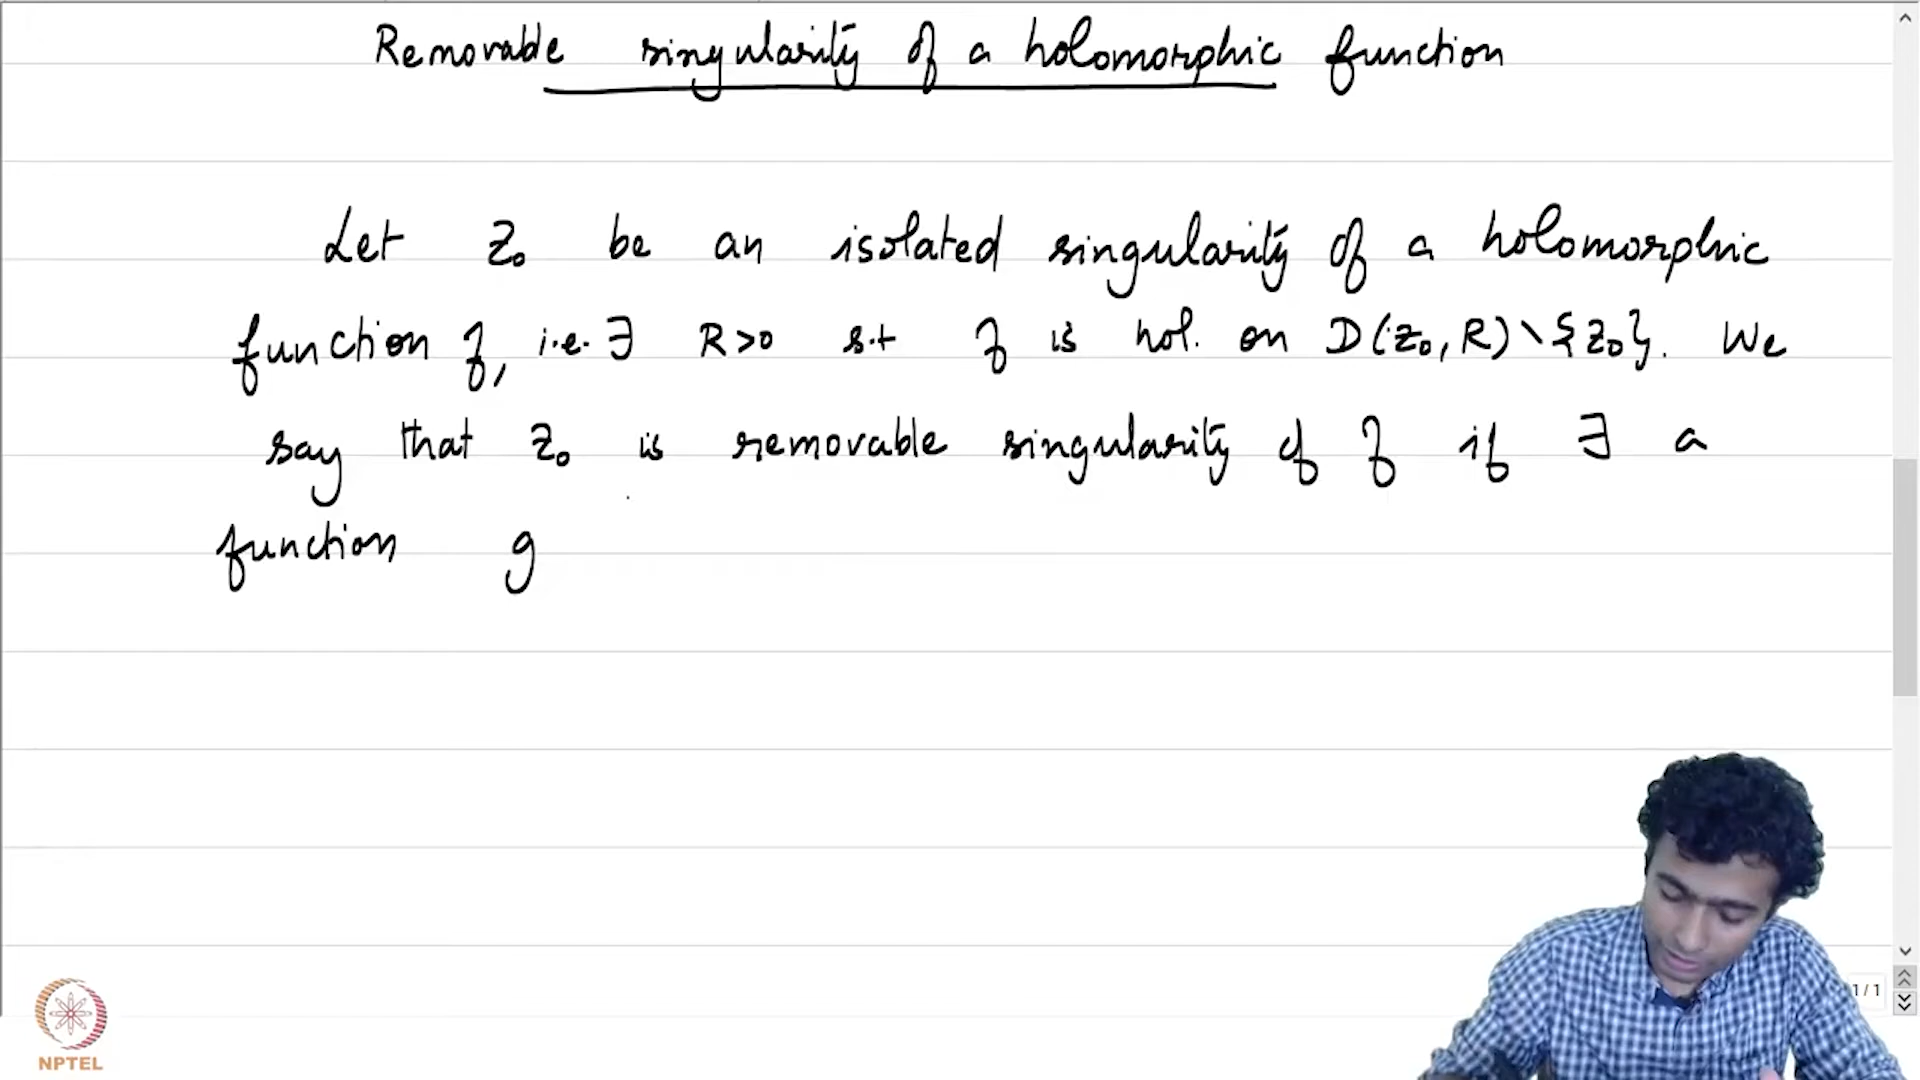 Removable singularity of a holomorphic function
Let z₀ be an isolated singularity of a holomorphic
function f, i.e. ∃ R>0 s.t f is hol. on D(z₀, R)∖{z₀}. We
say that z₀ is removable singularity of f if ∃ a
function g
1/1
NPTEL